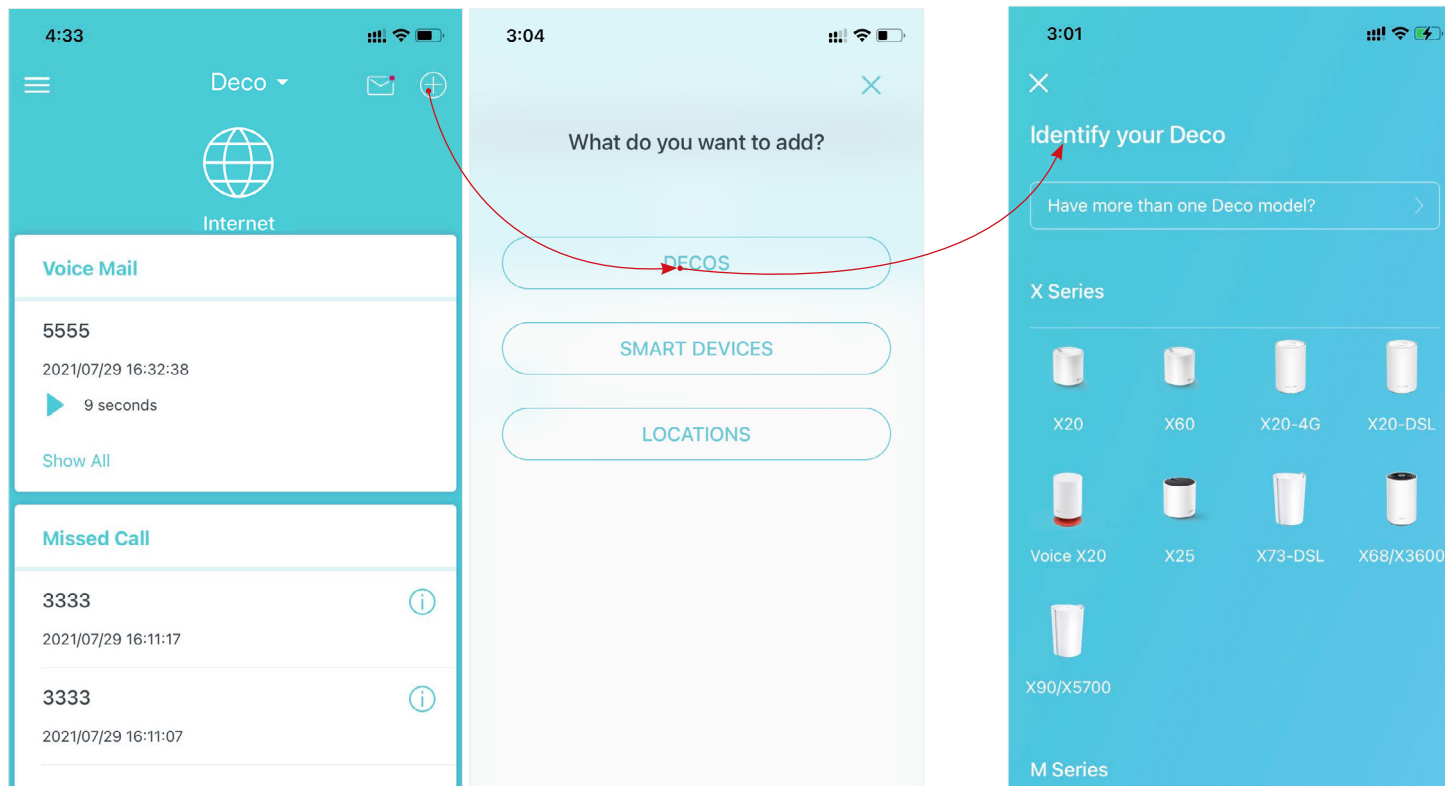 4:33
Deco
Internet
Voice Mail
5555
2021/07/29 16:32:38
9 seconds
Show All
Missed Call
3333
2021/07/29 16:11:17
3333
2021/07/29 16:11:07
3:04
What do you want to add?
DECOS
SMART DEVICES
LOCATIONS
3:01
Identify your Deco
Have more than one Deco model?
X Series
X20 X60 X20-4G X20-DSL
Voice X20 X25 X73-DSL X68/X3600
X90/X5700
M Series